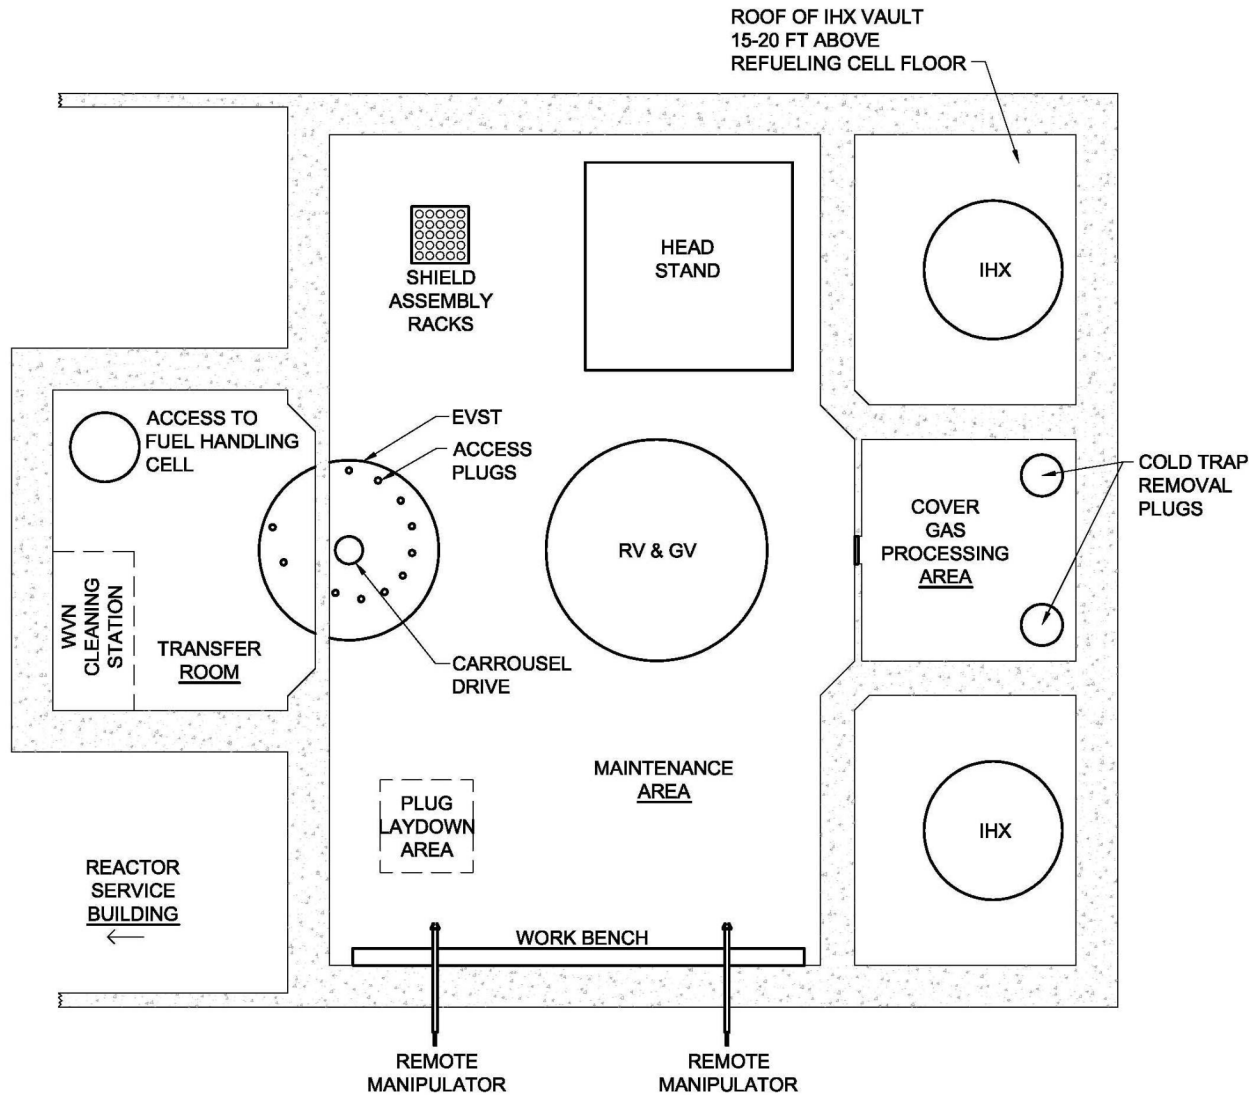 ROOF OF IHX VAULT
15-20 FT ABOVE
REFUELING CELL FLOOR
HEAD
STAND
IHX
SHIELD
ASSEMBLY
RACKS
ACCESS TO
FUEL HANDLING
CELL
EVST
ACCESS
PLUGS
COLD TRAP
REMOVAL
PLUGS
COVER
GAS
PROCESSING
AREA
RV & GV
WVN
CLEANING
STATION
TRANSFER
ROOM
CARROUSEL
DRIVE
MAINTENANCE
AREA
PLUG
LAYDOWN
AREA
IHX
REACTOR
SERVICE
BUILDING
WORK BENCH
REMOTE
MANIPULATOR
REMOTE
MANIPULATOR